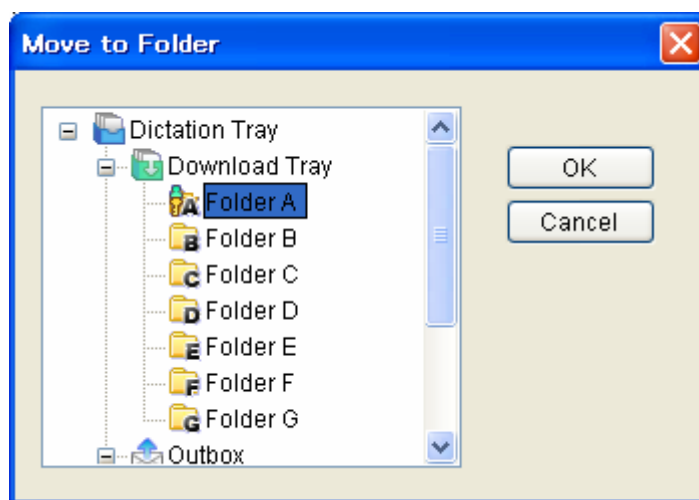 Move to Folder
Dictation Tray
Download Tray
A Folder A
B Folder B
C Folder C
D Folder D
E Folder E
F Folder F
G Folder G
Outbox
OK
Cancel